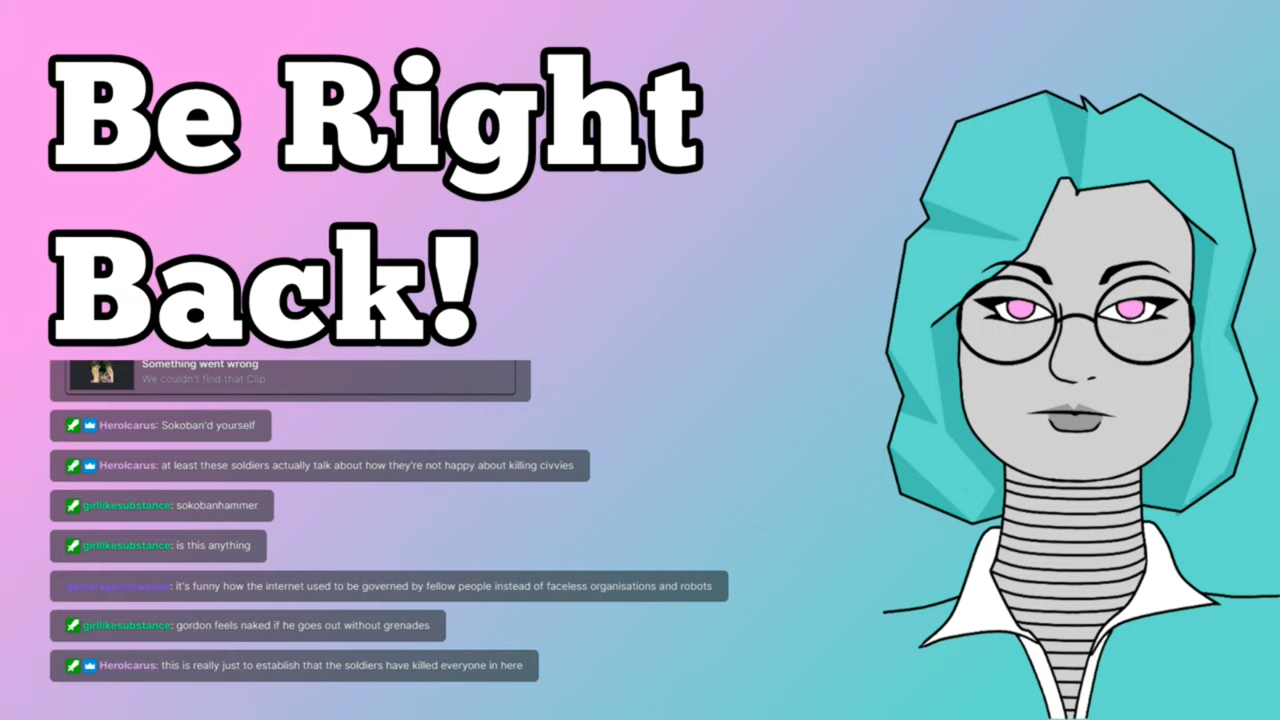 Be Right
Back!
Something went wrong
We couldn't find that Clip
HeroIcarus: Sokoban'd yourself
HeroIcarus: at least these soldiers actually talk about how they're not happy about killing civvies
girllikesubstance: sokobanhammer
girllikesubstance: is this anything
: it's funny how the internet used to be governed by fellow people instead of faceless organisations and robots
girllikesubstance: gordon feels naked if he goes out without grenades
HeroIcarus: this is really just to establish that the soldiers have killed everyone in here